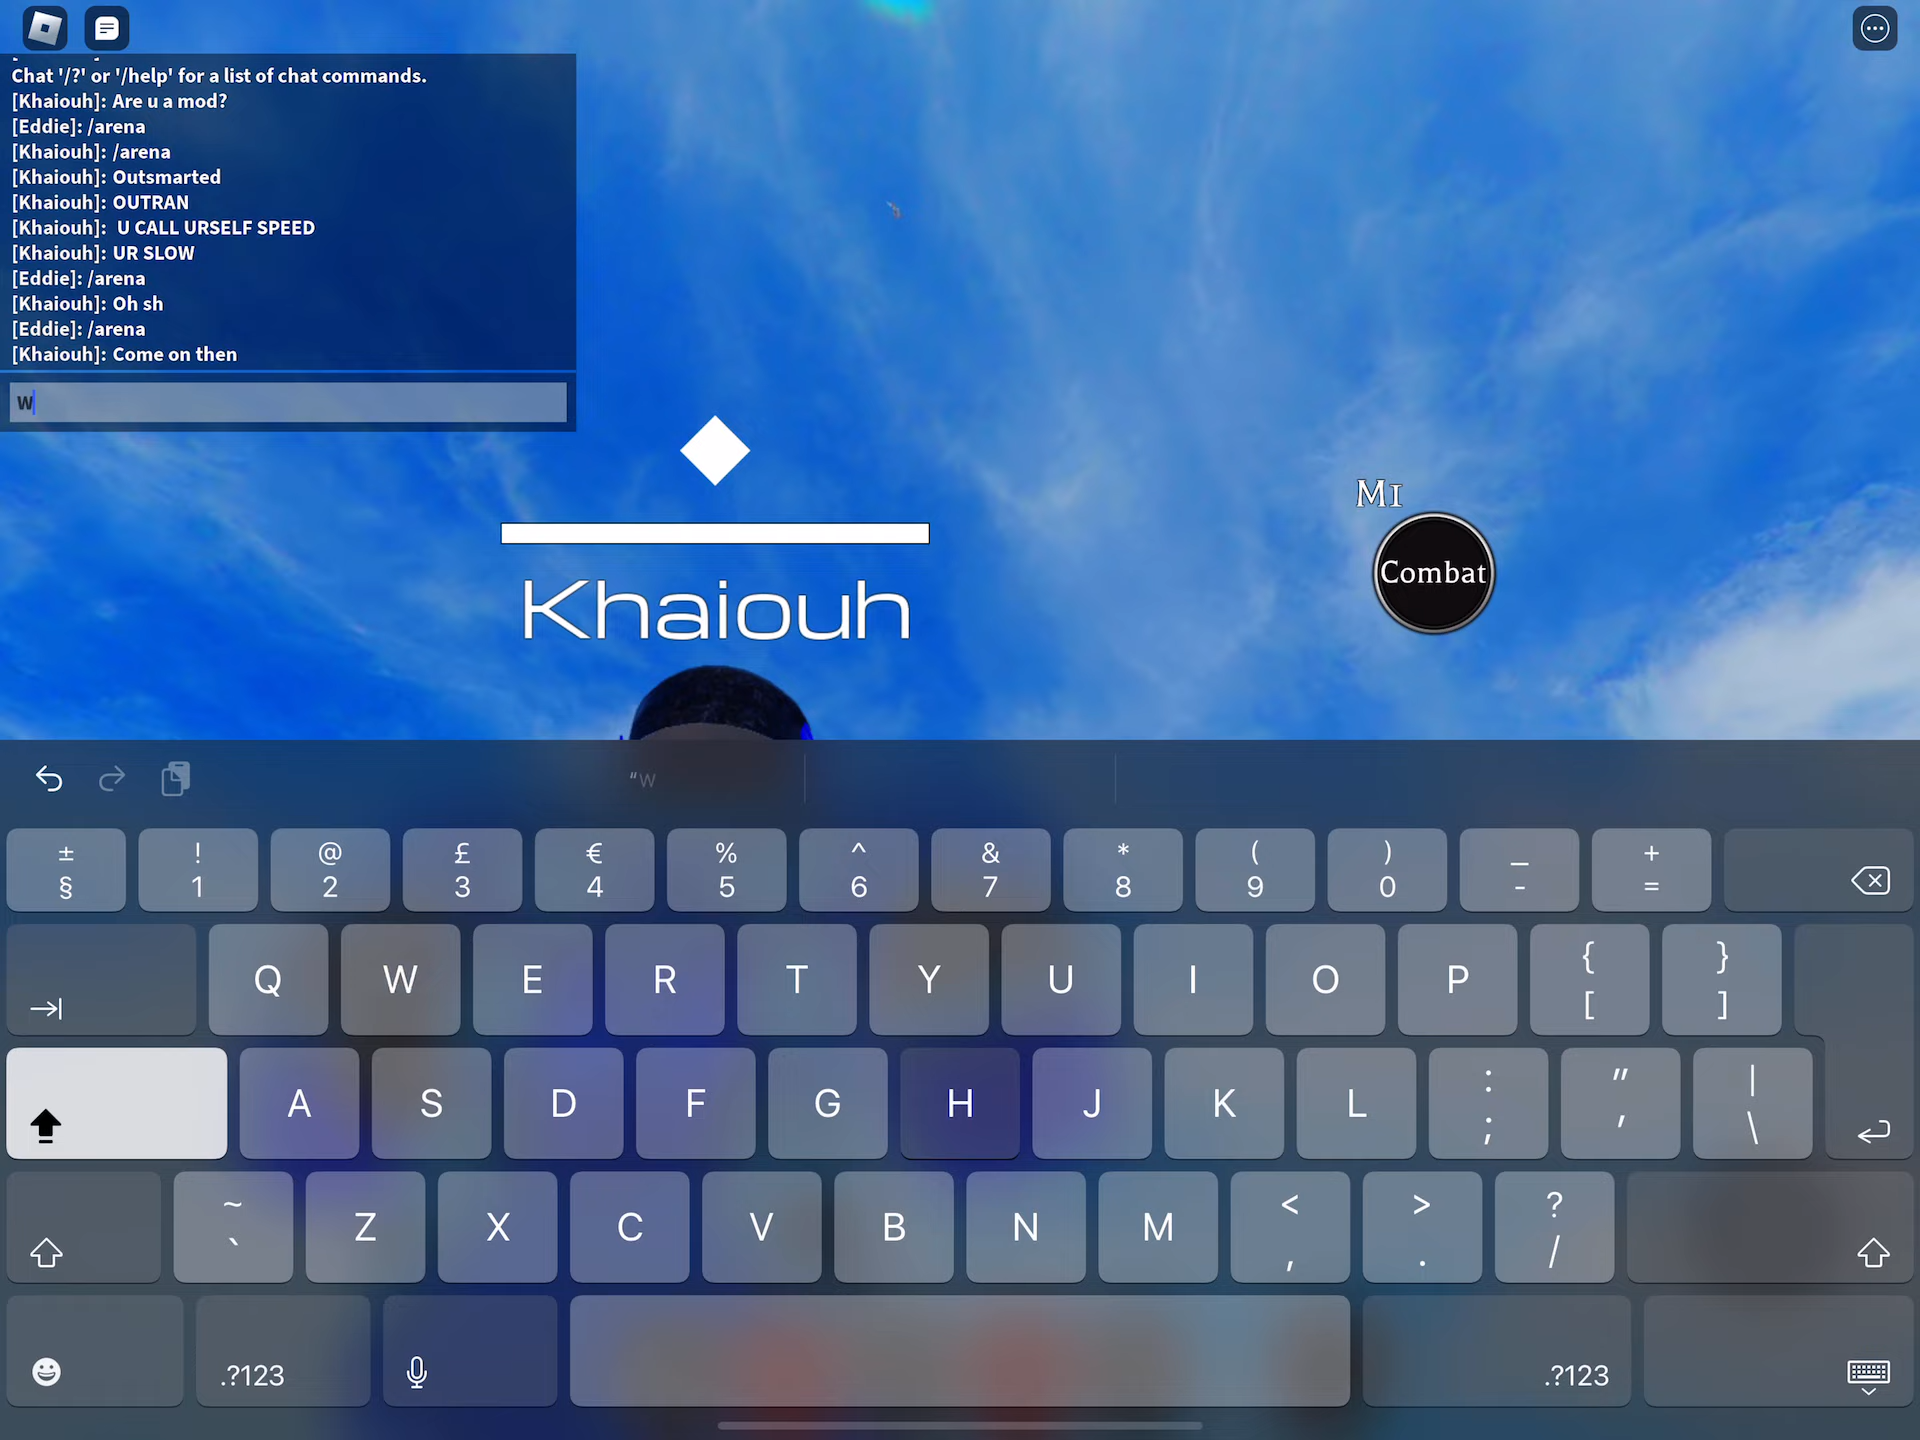 Chat '/?' or '/help' for a list of chat commands.
[Khaiouh]: Are u a mod?
[Eddie]: /arena
[Khaiouh]: /arena
[Khaiouh]: Outsmarted
[Khaiouh]: OUTRAN
[Khaiouh]: U CALL URSELF SPEED
[Khaiouh]: UR SLOW
[Eddie]: /arena
[Khaiouh]: Oh sh
[Eddie]: /arena
[Khaiouh]: Come on then
W
M1
Combat
Khaiouh
“W
± ! @ £ € % ^ & * ( ) _ +
§ 1 2 3 4 5 6 7 8 9 0 - =
Q W E R T Y U I O P { [ } ]
A S D F G H J K L : ; " ' | \
~ ` Z X C V B N M < , > . ? /
.?123 .?123